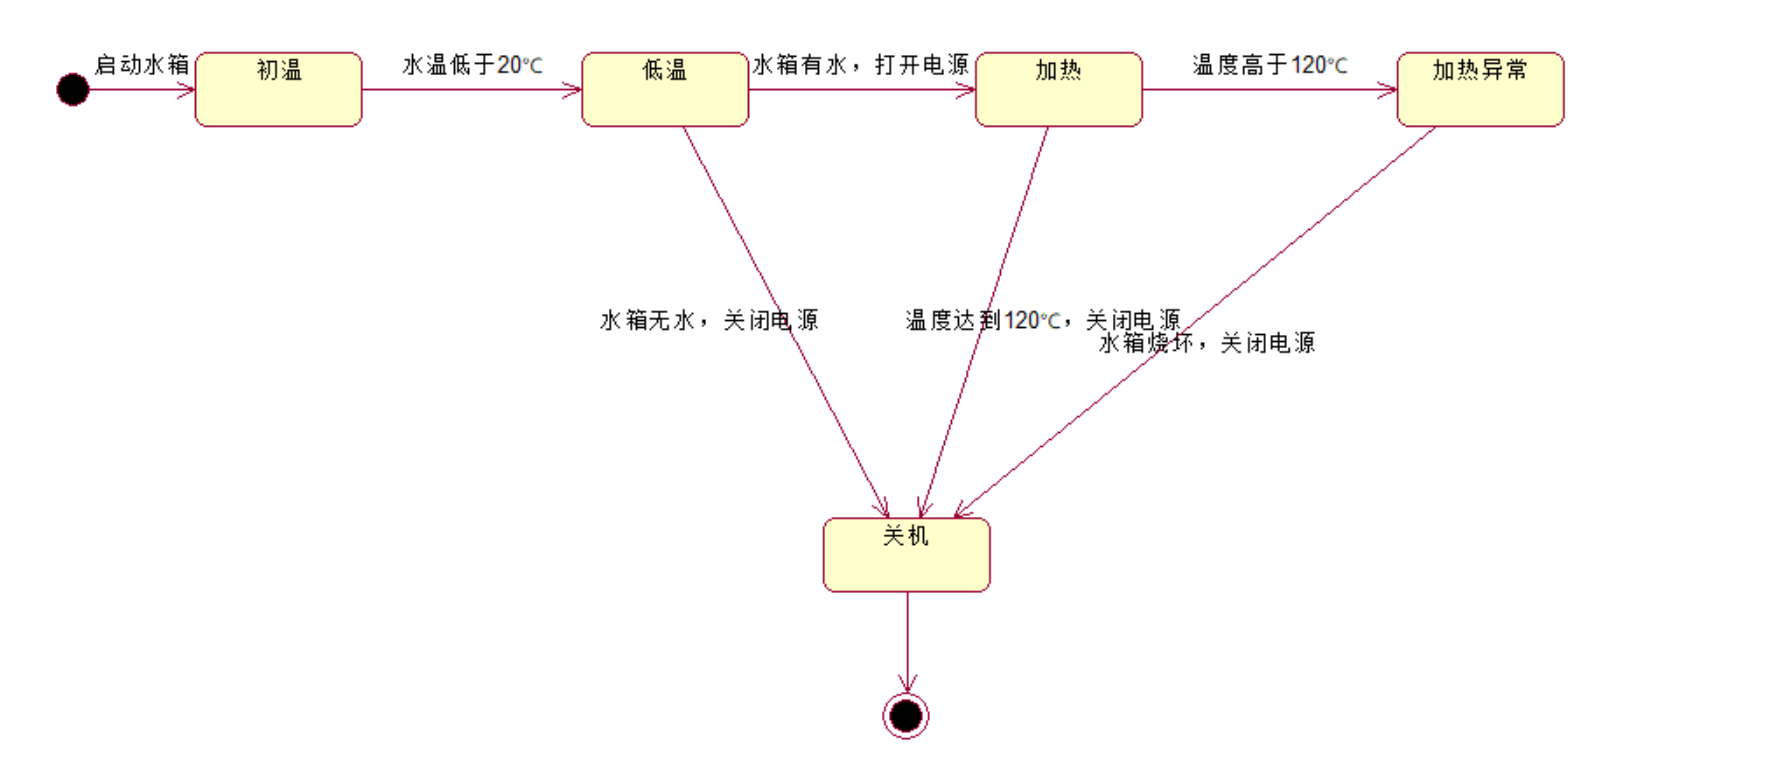 启动水箱
初温
水温低于20℃
低温
水箱有水，打开电源
加热
温度高于120℃
加热异常
水箱无水，关闭电源
温度达到120℃，关闭电源
水箱烧坏，关闭电源
关机